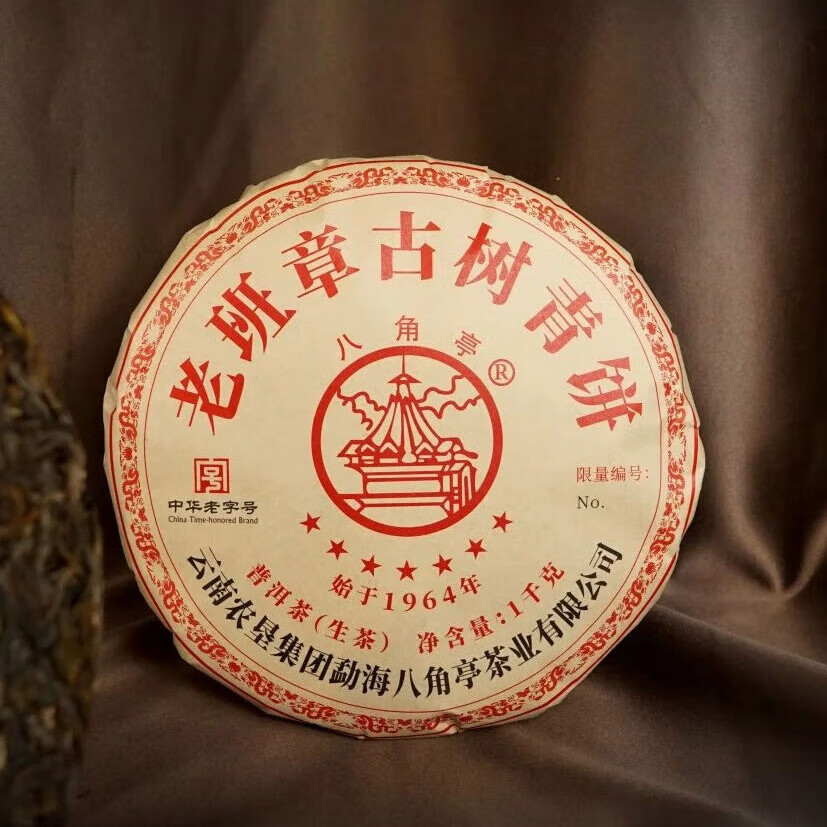 老班章古树青饼
八角亭®
中华老字号
China Time-honored Brand
限量编号:
No.
始于1964年
普洱茶(生茶) 净含量:1千克
云南农垦集团勐海八角亭茶业有限公司